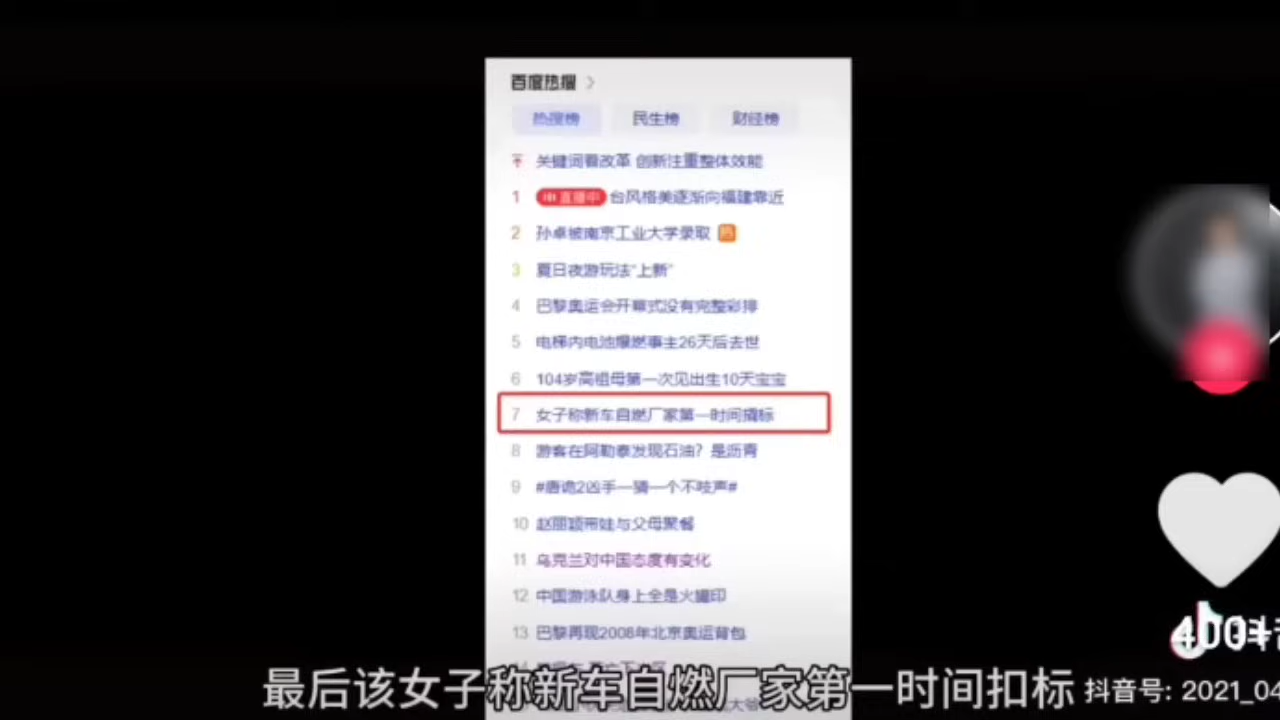 百度热搜
热搜榜 民生榜 财经榜
关键词看改革 创新注重整体效能
1 直播中 台风格美逐渐向福建靠近
2 孙卓被南京工业大学录取 热
3 夏日夜游玩法“上新”
4 巴黎奥运会开幕式没有完整彩排
5 电梯内电池爆燃事主26天后去世
6 104岁高祖母第一次见出生10天宝宝
7 女子称新车自燃厂家第一时间撬标
8 游客在阿勒泰发现石油？是沥青
9 #唐诡2凶手一猜一个不吱声#
10 赵丽颖带娃与父母聚餐
11 乌克兰对中国态度有变化
12 中国游泳队身上全是火罐印
13 巴黎再现2008年北京奥运背包
400+
最后该女子称新车自燃厂家第一时间扣标
抖音号: 2021_04